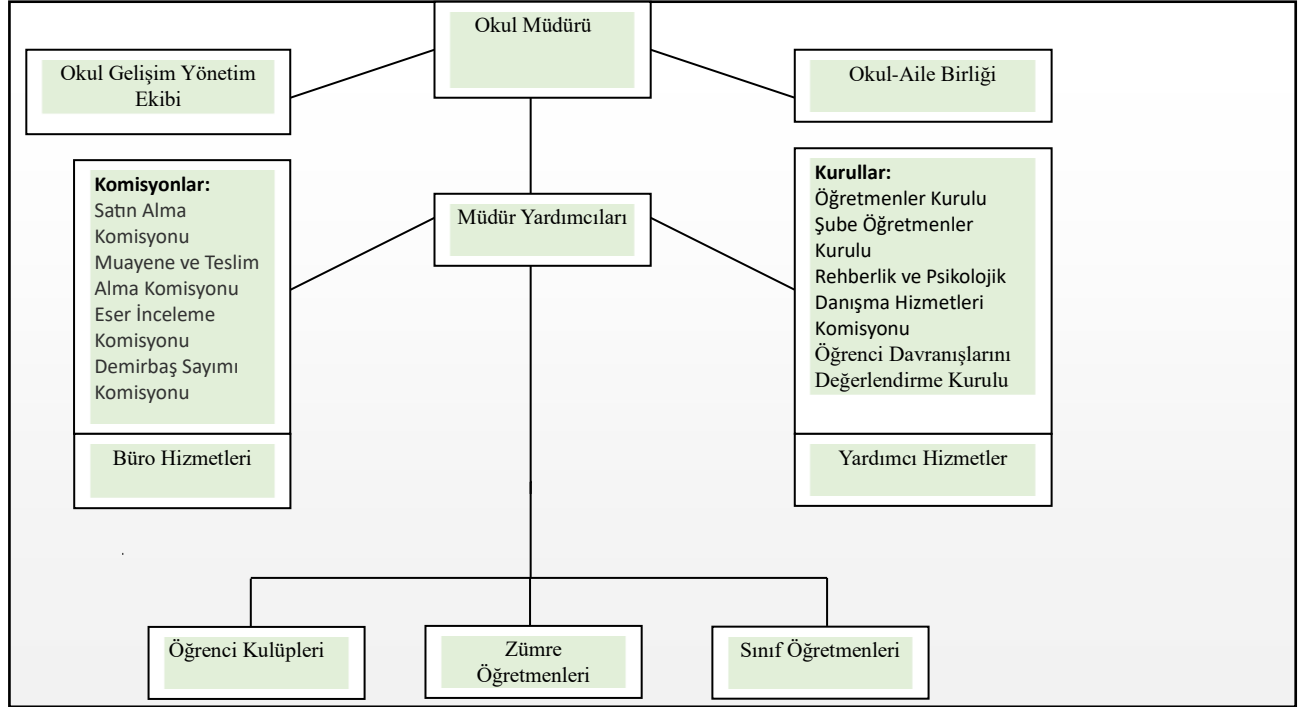 Okul Müdürü
Okul Gelişim Yönetim
Ekibi
Okul-Aile Birliği
Komisyonlar:
Satın Alma
Komisyonu
Muayene ve Teslim
Alma Komisyonu
Eser İnceleme
Komisyonu
Demirbaş Sayımı
Komisyonu
Müdür Yardımcıları
Kurullar:
Öğretmenler Kurulu
Şube Öğretmenler
Kurulu
Rehberlik ve Psikolojik
Danışma Hizmetleri
Komisyonu
Öğrenci Davranışlarını
Değerlendirme Kurulu
Büro Hizmetleri
Yardımcı Hizmetler
Öğrenci Kulüpleri
Zümre
Öğretmenleri
Sınıf Öğretmenleri